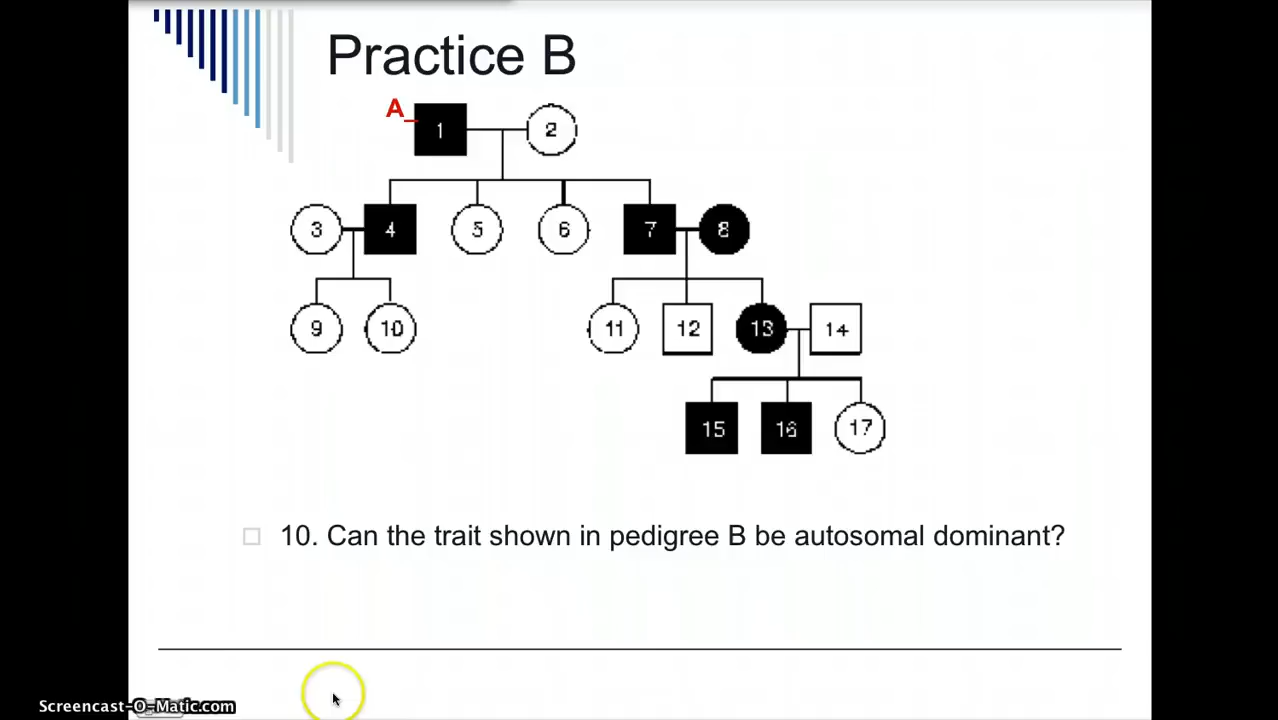 Practice B
A_
1 2
3 4 5 6 7 8
9 10 11 12 13 14
15 16 17
10. Can the trait shown in pedigree B be autosomal dominant?
Screencast-O-Matic.com